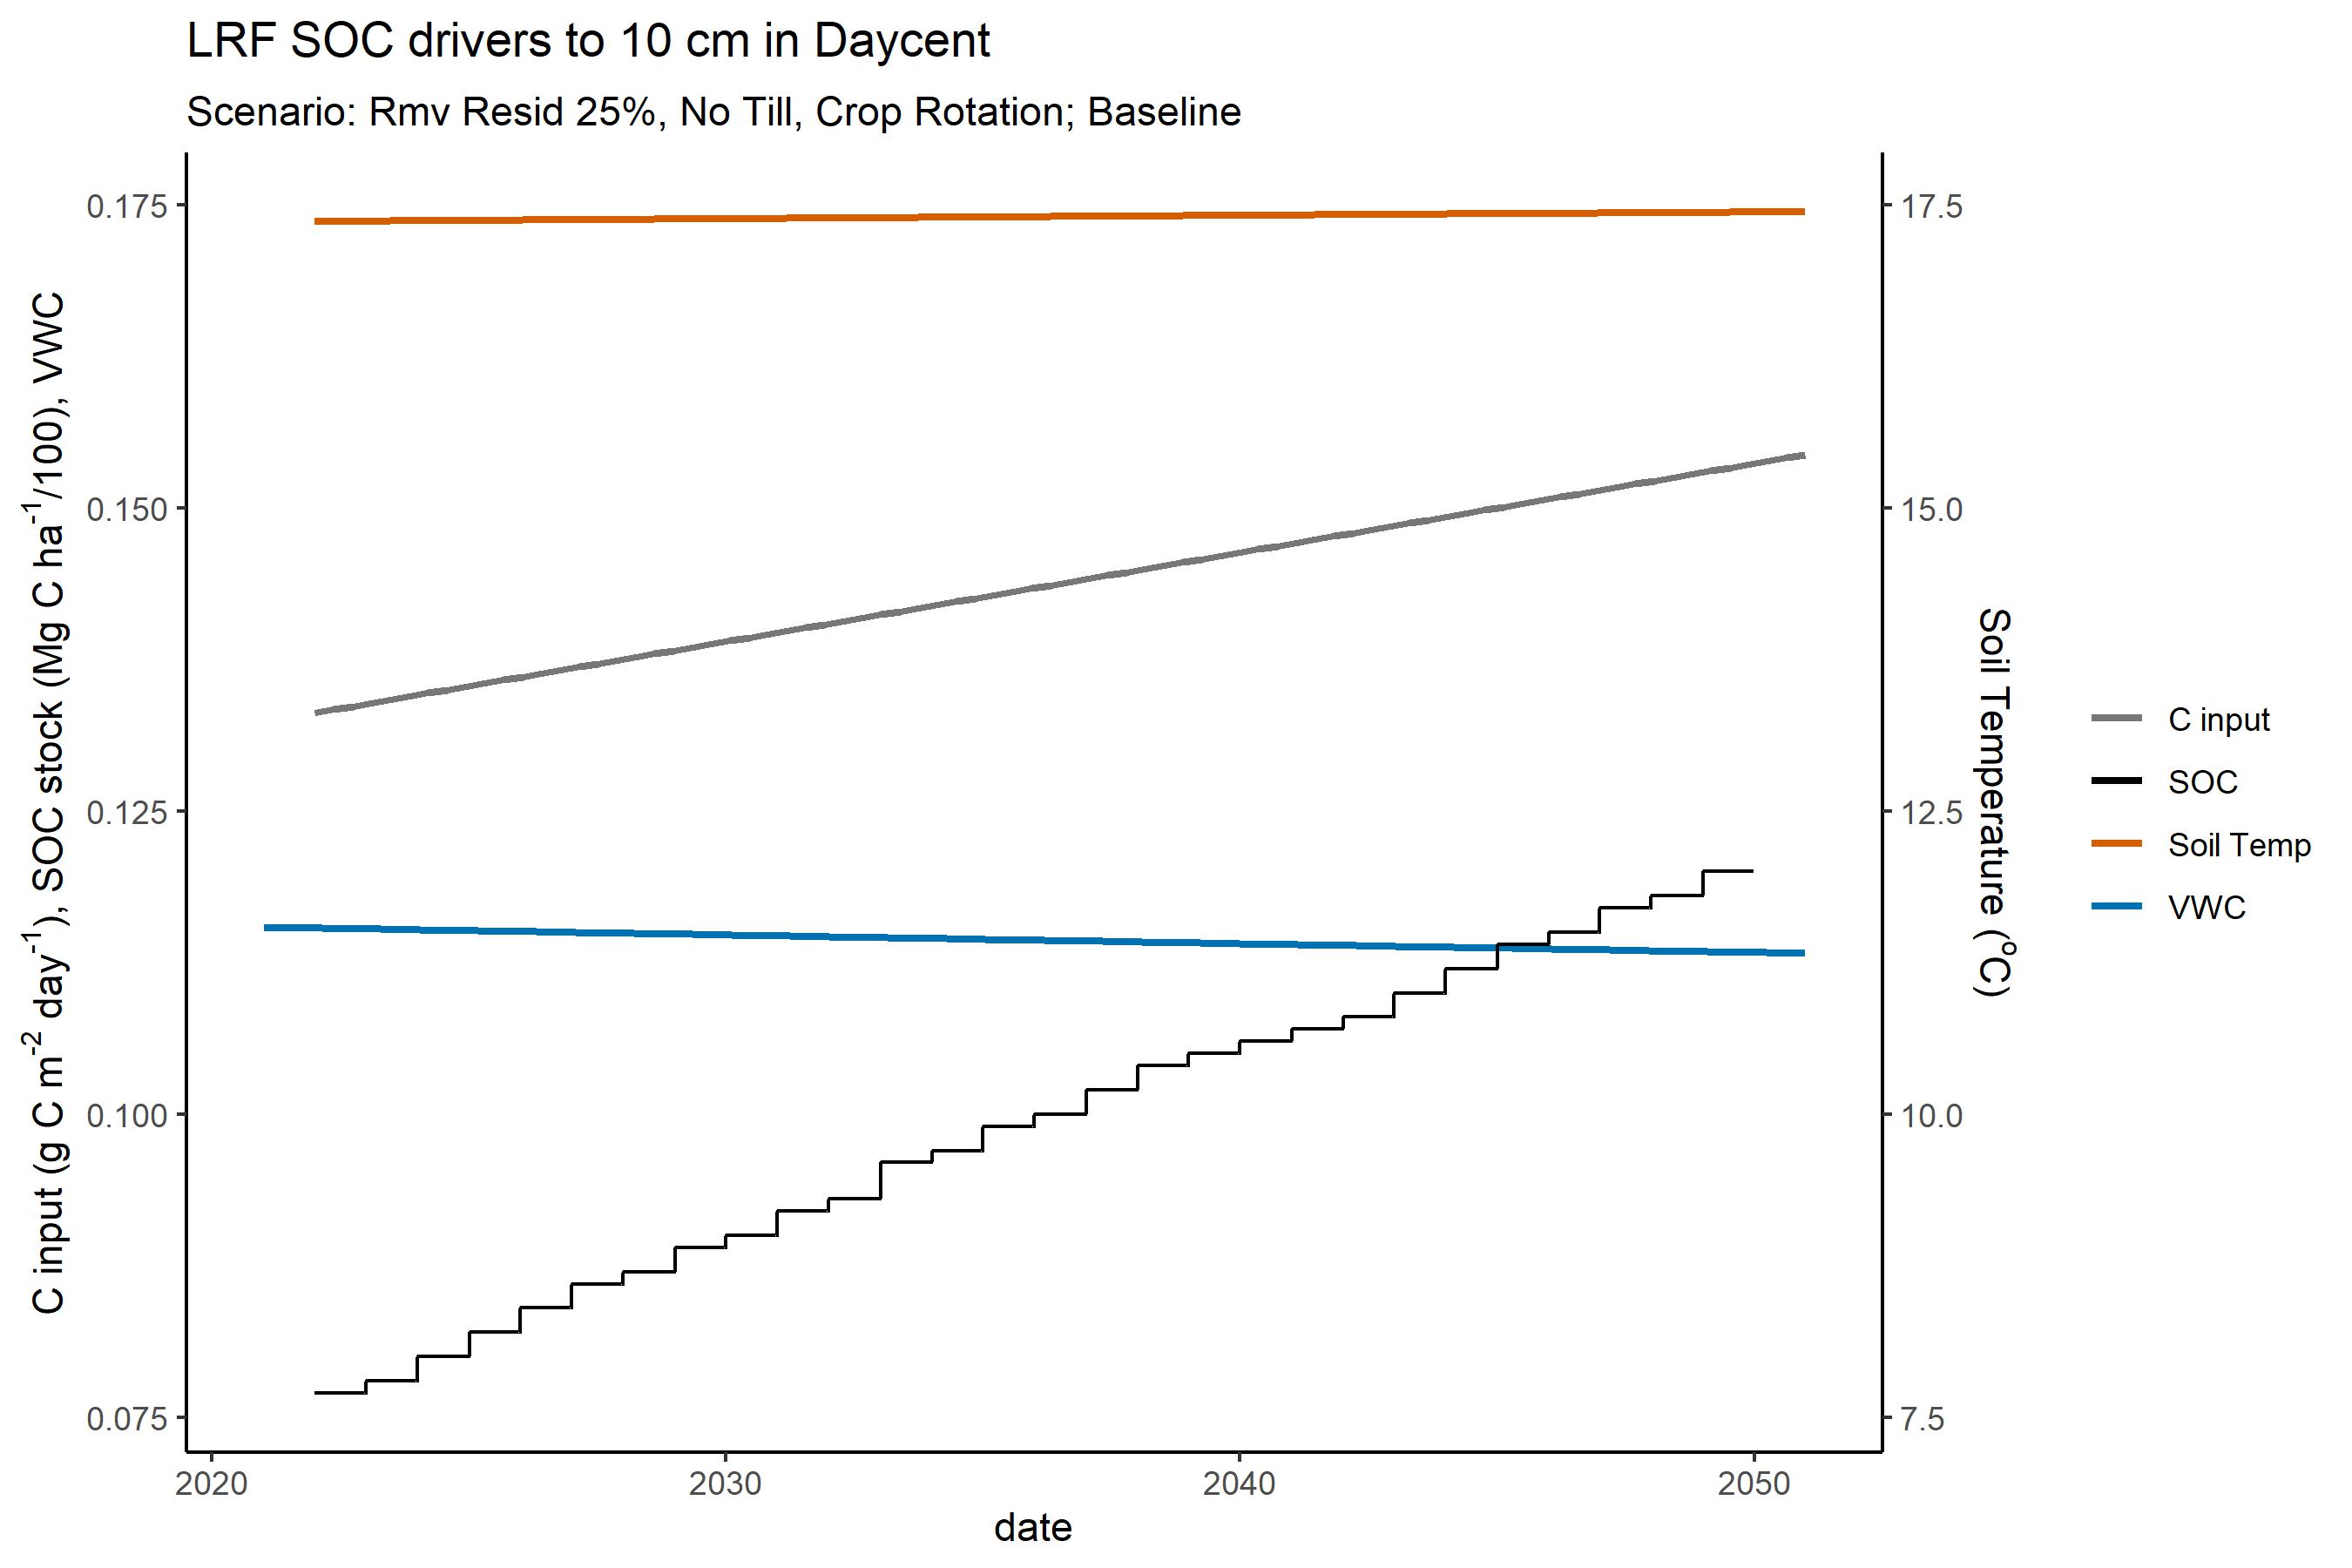 LRF SOC drivers to 10 cm in Daycent
Scenario: Rmv Resid 25%, No Till, Crop Rotation; Baseline
C input (g C m⁻² day⁻¹), SOC stock (Mg C ha⁻¹/100), VWC
0.175
0.150
0.125
0.100
0.075
17.5
15.0
12.5
10.0
7.5
Soil Temperature (°C)
2020
2030
2040
2050
date
C input
SOC
Soil Temp
VWC